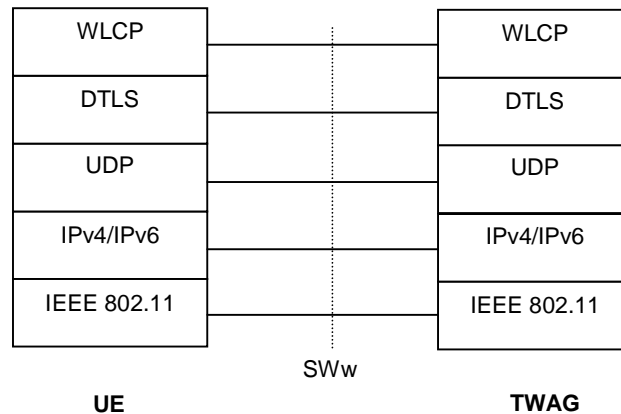 WLCP
WLCP
DTLS
DTLS
UDP
UDP
IPv4/IPv6
IPv4/IPv6
IEEE 802.11
IEEE 802.11
SWw
UE
TWAG